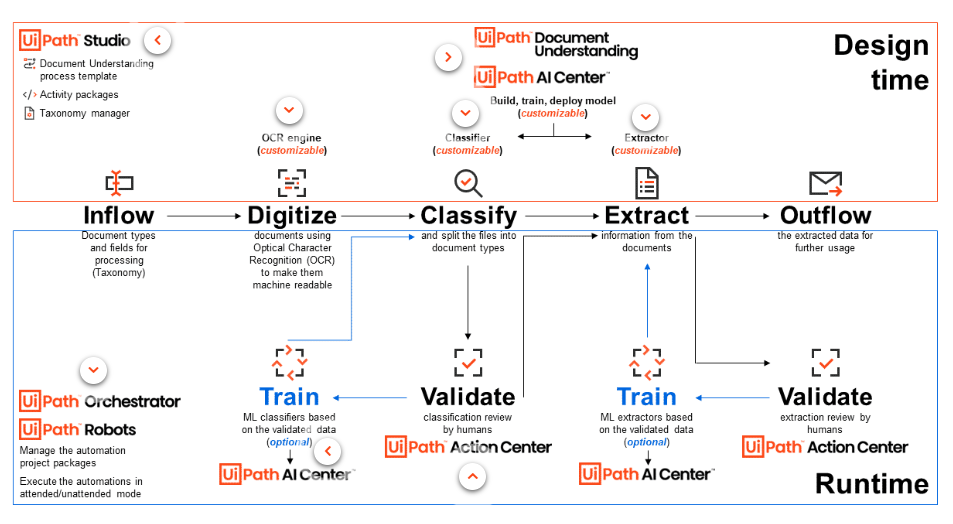 UiPath Studio
Document Understanding
process template
</> Activity packages
Taxonomy manager
UiPath™ Document
Understanding
UiPath AI Center™
Build, train, deploy model
(customizable)
Design
time
OCR engine
(customizable)
Classifier
(customizable)
Extractor
(customizable)
Inflow
Digitize
Classify
Extract
Outflow
Document types
and fields for
processing
(Taxonomy)
documents using
Optical Character
Recognition (OCR)
to make them
machine readable
and split the files into
document types
information from the
documents
the extracted data for
further usage
Train
ML classifiers based
on the validated data
(optional)
UiPath AI Center™
Validate
classification review
by humans
UiPath™ Action Center
Train
ML extractors based
on the validated data
(optional)
UiPath™ AI Center™
Validate
extraction review by
humans
UiPath™ Action Center
UiPath™ Orchestrator
UiPath™ Robots
Manage the automation
project packages
Execute the automations in
attended/unattended mode
Runtime